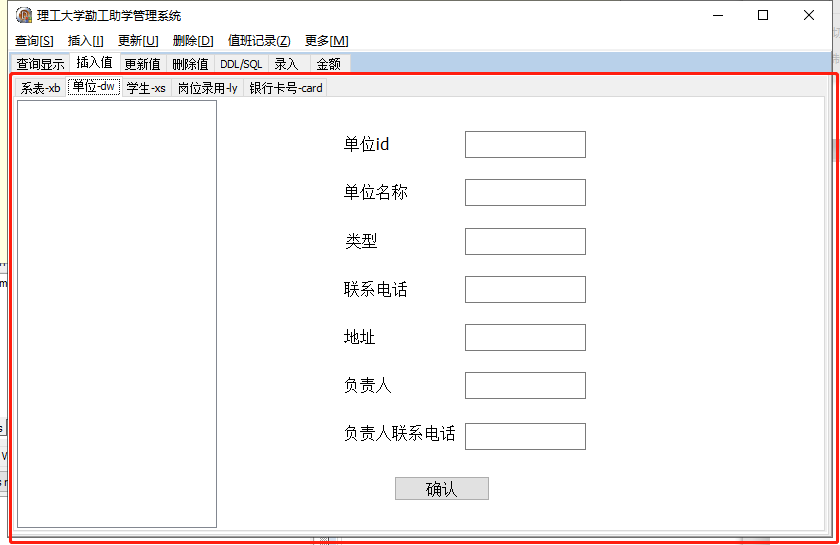 理工大学勤工助学管理系统
查询[S] 插入[I] 更新[U] 删除[D] 值班记录(Z) 更多[M]
查询显示 插入值 更新值 删除值 DDL/SQL 录入 金额
系表-xb 单位-dw 学生-xs 岗位录用-ly 银行卡号-card
单位id
单位名称
类型
联系电话
地址
负责人
负责人联系电话
确认